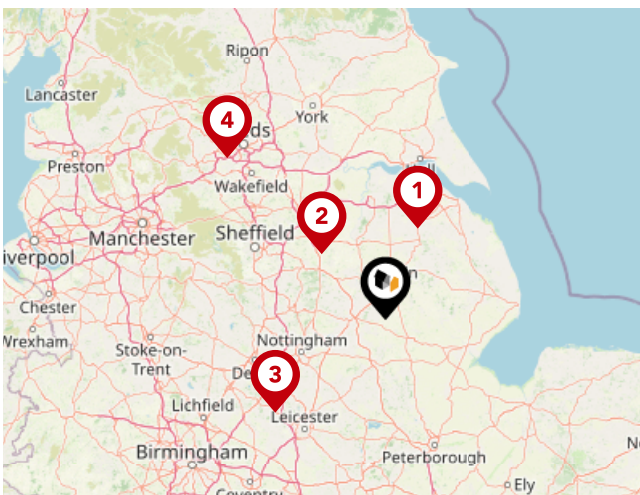 Ripon
Lancaster
York
4
ds
Preston
Wakefield
1
2
Manchester
Sheffield
iverpool
n
Chester
Wrexham
Nottingham
Stoke-on-
Trent
De
3
Lichfield
Leicester
Birmingham
Peterborough
Coventry
Ely
N